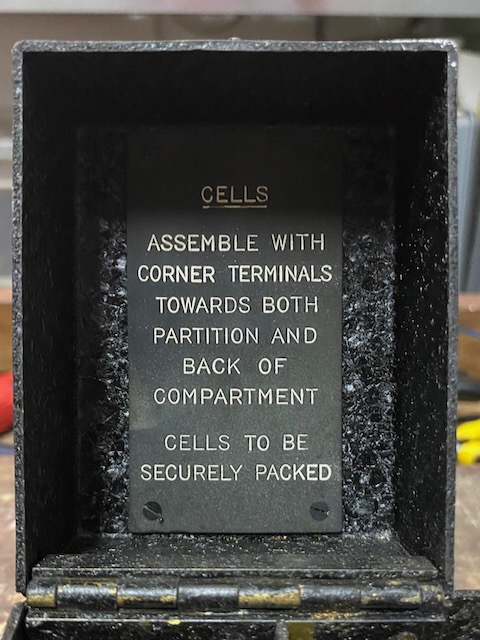 CELLS
ASSEMBLE WITH
CORNER TERMINALS
TOWARDS BOTH
PARTITION AND
BACK OF
COMPARTMENT
CELLS TO BE
SECURELY PACKED